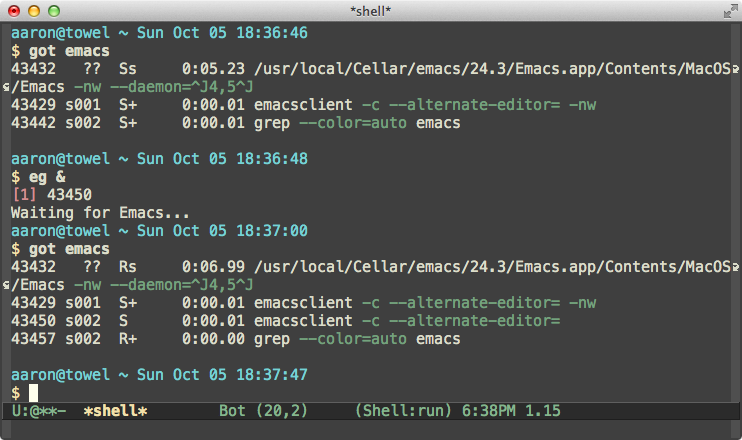 *shell*
aaron@towel ~ Sun Oct 05 18:36:46
$ got emacs
43432   ??  Ss     0:05.23 /usr/local/Cellar/emacs/24.3/Emacs.app/Contents/MacOS
/Emacs -nw --daemon=^J4,5^J
43429 s001  S+     0:00.01 emacsclient -c --alternate-editor= -nw
43442 s002  S+     0:00.01 grep --color=auto emacs
aaron@towel ~ Sun Oct 05 18:36:48
$ eg &
[1] 43450
Waiting for Emacs...
aaron@towel ~ Sun Oct 05 18:37:00
$ got emacs
43432   ??  Rs     0:06.99 /usr/local/Cellar/emacs/24.3/Emacs.app/Contents/MacOS
/Emacs -nw --daemon=^J4,5^J
43429 s001  S+     0:00.01 emacsclient -c --alternate-editor= -nw
43450 s002  S      0:00.01 emacsclient -c --alternate-editor=
43457 s002  R+     0:00.00 grep --color=auto emacs
aaron@towel ~ Sun Oct 05 18:37:47
$
U:@**-  *shell*        Bot (20,2)     (Shell:run) 6:38PM 1.15